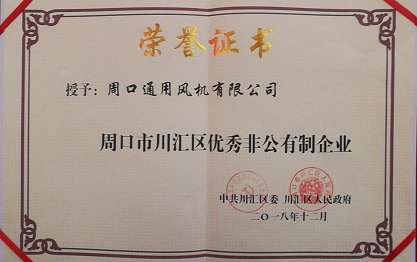 荣誉证书
授予：周口通用风机有限公司
周口市川汇区优秀非公有制企业
中共川汇区委 川汇区人民政府
二〇一八年十二月